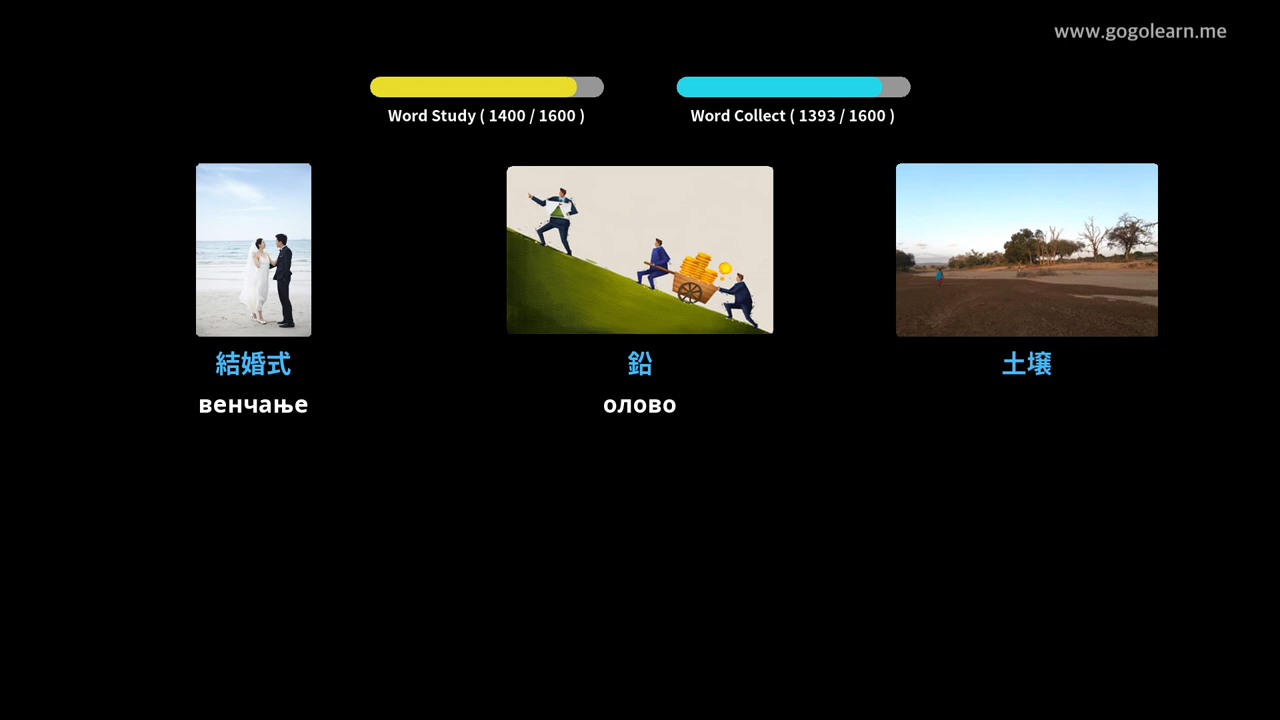 www.gogolearn.me
Word Study ( 1400 / 1600 )
Word Collect ( 1393 / 1600 )
結婚式
鉛
土壌
венчање
олово